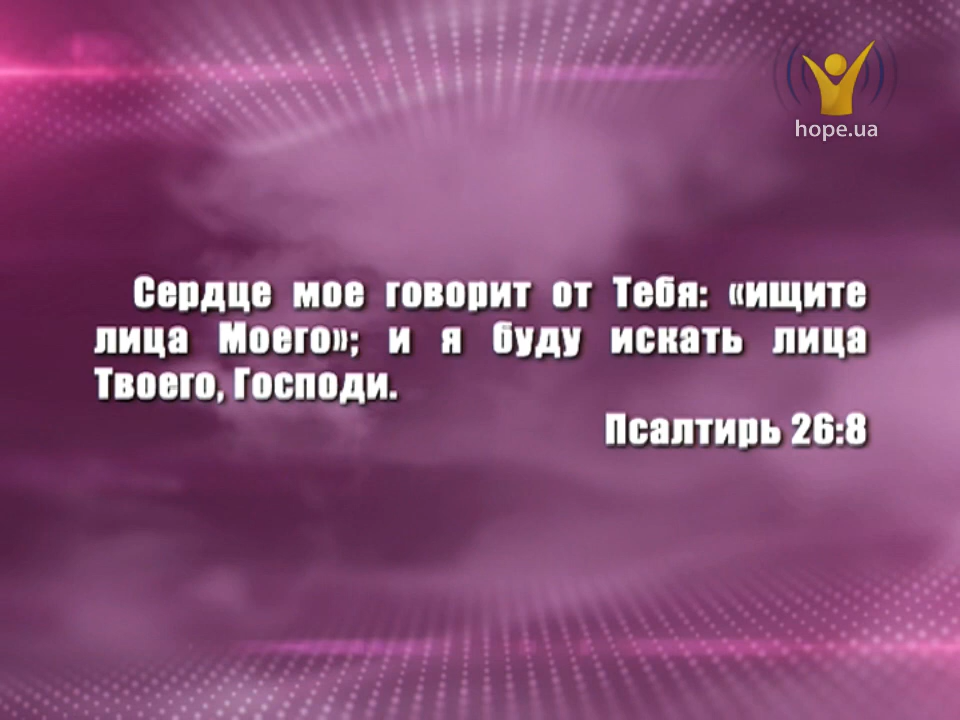 hope.ua
Сердце мое говорит от Тебя: «ищите
лица Моего»; и я буду искать лица
Твоего, Господи.
Псалтирь 26:8